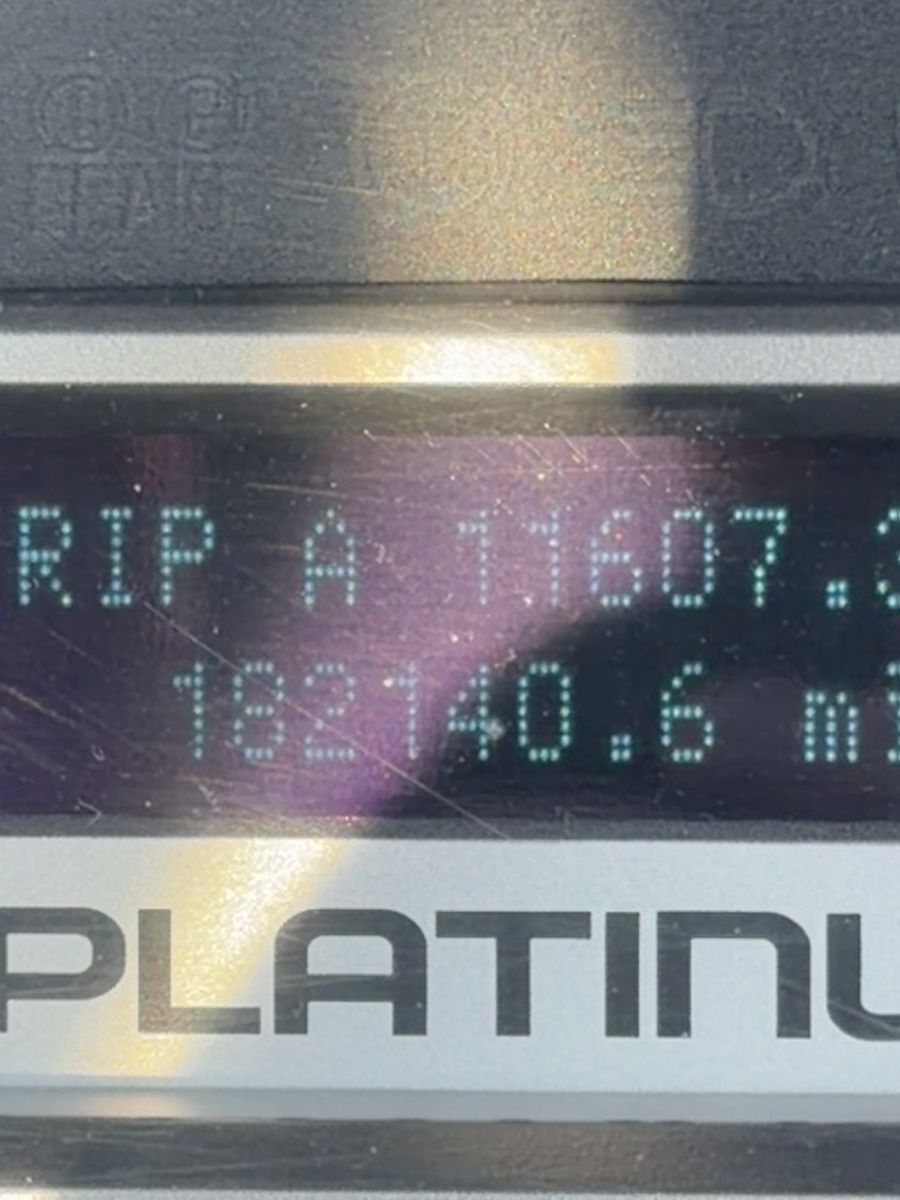 RIP A 11607.3
182140.6 mi
PLATINU